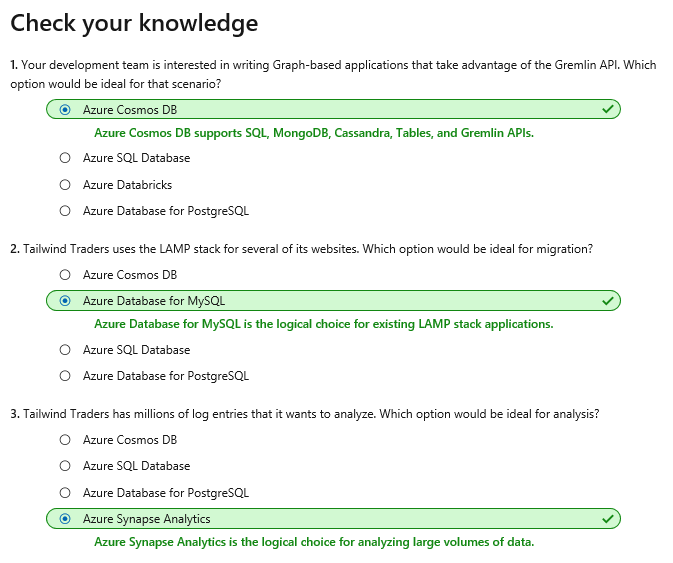 Check your knowledge
1. Your development team is interested in writing Graph-based applications that take advantage of the Gremlin API. Which
option would be ideal for that scenario?
Azure Cosmos DB
Azure Cosmos DB supports SQL, MongoDB, Cassandra, Tables, and Gremlin APIs.
Azure SQL Database
Azure Databricks
Azure Database for PostgreSQL
2. Tailwind Traders uses the LAMP stack for several of its websites. Which option would be ideal for migration?
Azure Cosmos DB
Azure Database for MySQL
Azure Database for MySQL is the logical choice for existing LAMP stack applications.
Azure SQL Database
Azure Database for PostgreSQL
3. Tailwind Traders has millions of log entries that it wants to analyze. Which option would be ideal for analysis?
Azure Cosmos DB
Azure SQL Database
Azure Database for PostgreSQL
Azure Synapse Analytics
Azure Synapse Analytics is the logical choice for analyzing large volumes of data.